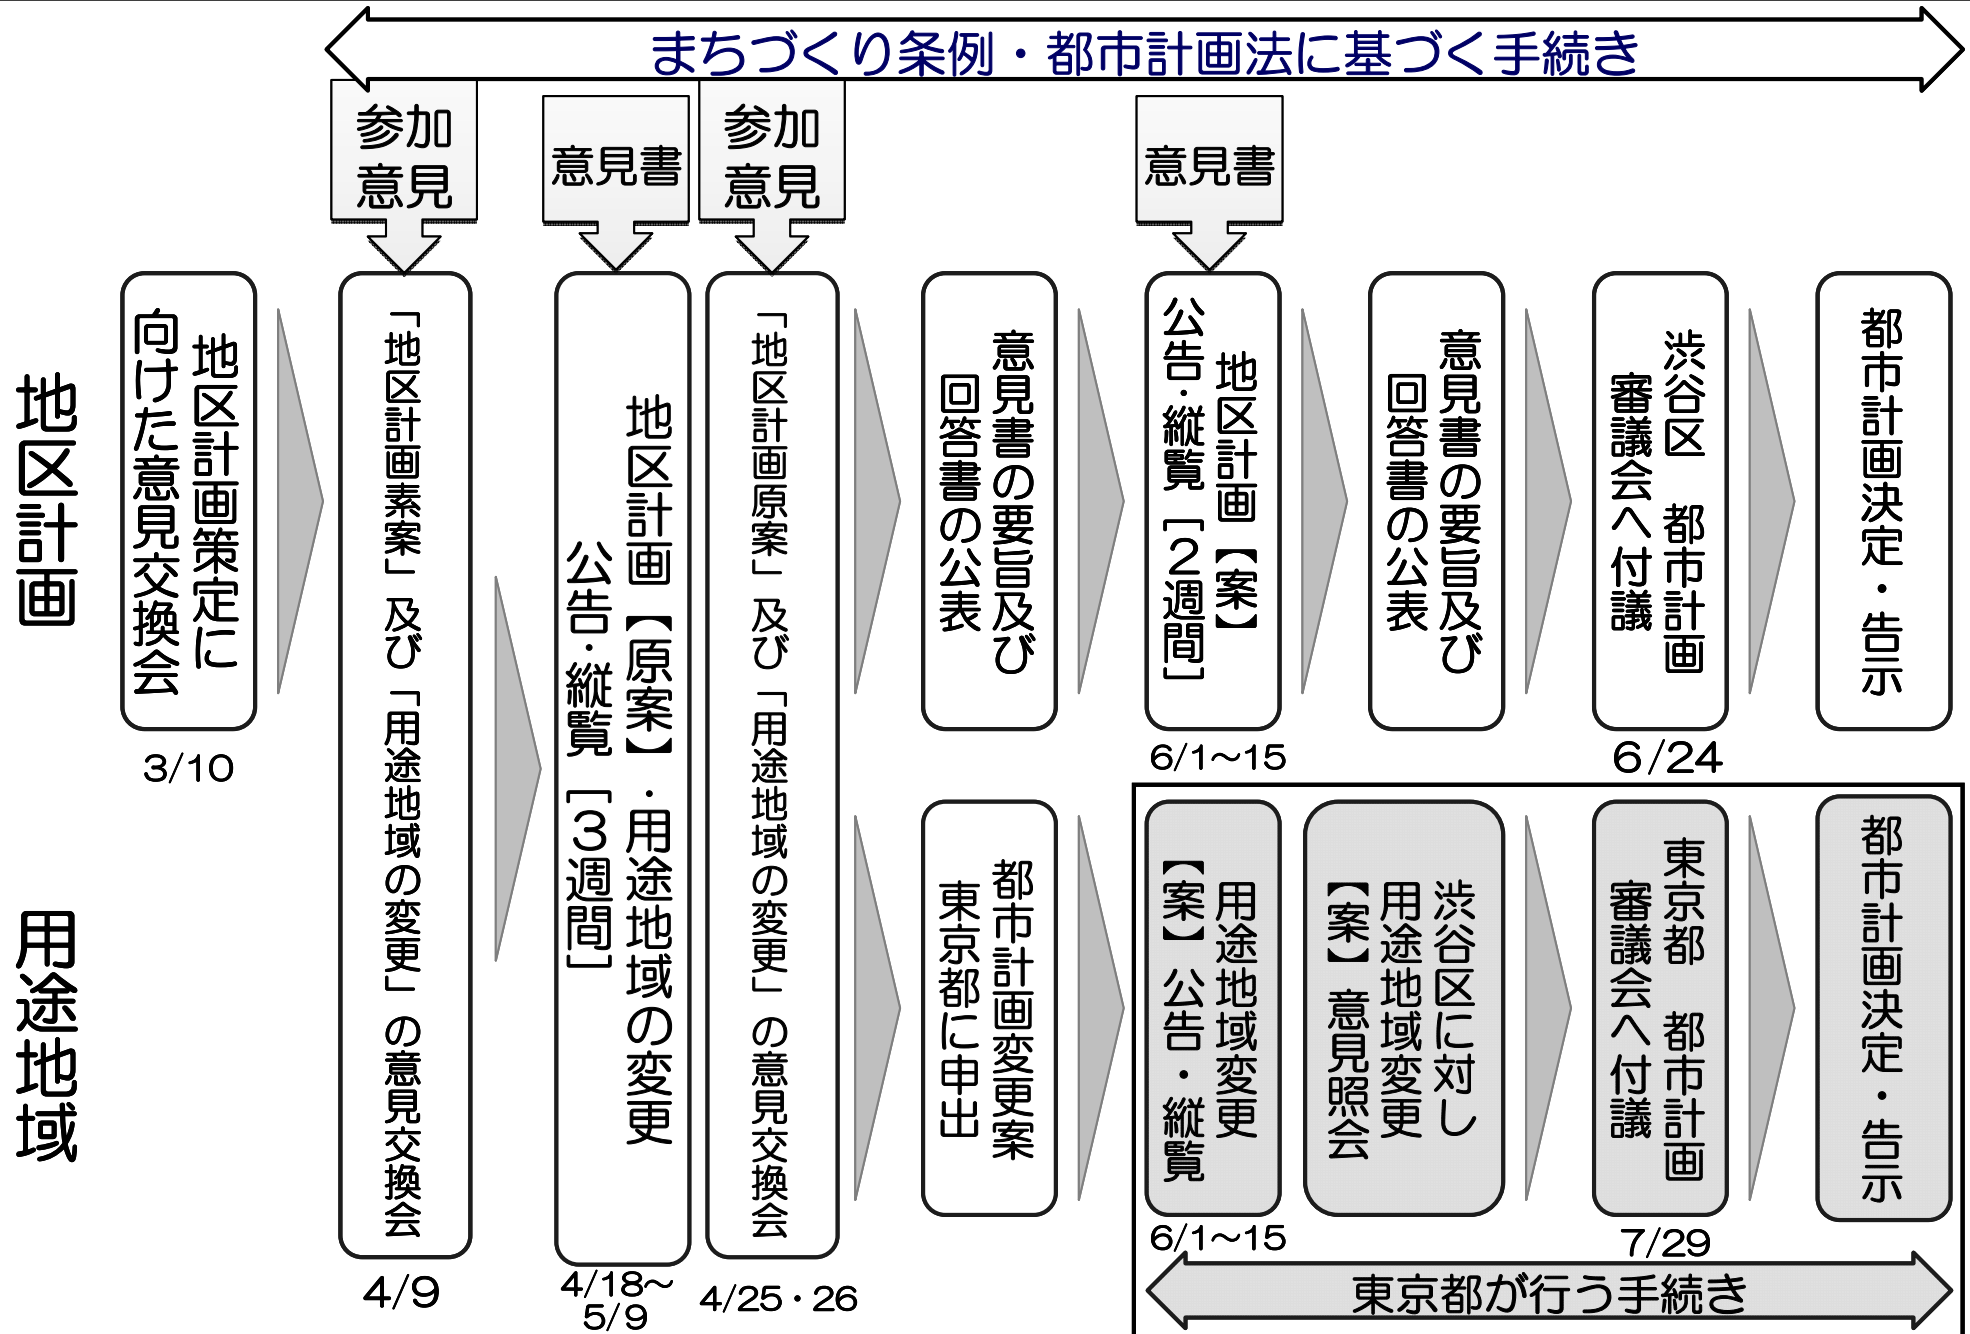 まちづくり条例・都市計画法に基づく手続き
参加
意見
意見書
参加
意見
意見書
地区計画
地区計画策定に
向けた意見交換会
3/10
「地区計画素案」及び「用途地域の変更」の意見交換会
4/9
地区計画【原案】・用途地域の変更
公告・縦覧［3週間］
4/18～
5/9
「地区計画原案」及び「用途地域の変更」の意見交換会
4/25・26
意見書の要旨及び
回答書の公表
地区計画【案】
公告・縦覧［2週間］
6/1～15
意見書の要旨及び
回答書の公表
渋谷区　都市計画
審議会へ付議
6/24
都市計画決定・告示
用途地域
都市計画変更案
東京都に申出
用途地域変更
【案】公告・縦覧
6/1～15
渋谷区に対し
用途地域変更
【案】意見照会
東京都　都市計画
審議会へ付議
7/29
都市計画決定・告示
東京都が行う手続き